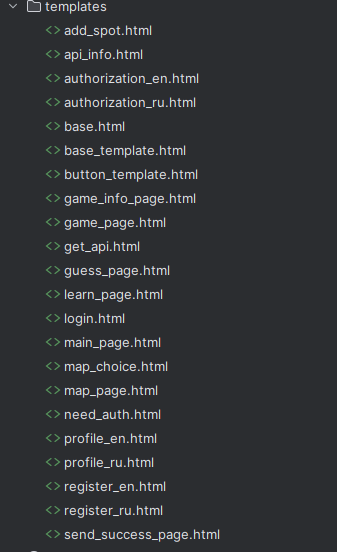 templates
add_spot.html
api_info.html
authorization_en.html
authorization_ru.html
base.html
base_template.html
button_template.html
game_info_page.html
game_page.html
get_api.html
guess_page.html
learn_page.html
login.html
main_page.html
map_choice.html
map_page.html
need_auth.html
profile_en.html
profile_ru.html
register_en.html
register_ru.html
send_success_page.html